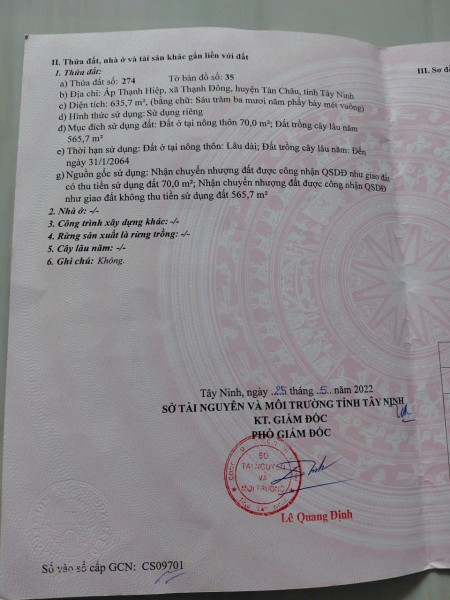 II. Thửa đất, nhà ở và tài sản khác gắn liền với đất
III. Sơ đ
1. Thửa đất:
a) Thửa đất số: 274 Tờ bản đồ số: 35
b) Địa chỉ: Ấp Thạnh Hiệp, xã Thạnh Đông, huyện Tân Châu, tỉnh Tây Ninh
c) Diện tích: 635,7 m², (bằng chữ: Sáu trăm ba mươi năm phẩy bảy mét vuông)
d) Hình thức sử dụng: Sử dụng riêng
đ) Mục đích sử dụng đất: Đất ở tại nông thôn 70,0 m²; Đất trồng cây lâu năm
565,7 m²
e) Thời hạn sử dụng: Đất ở tại nông thôn: Lâu dài; Đất trồng cây lâu năm: Đến
ngày 31/1/2064
g) Nguồn gốc sử dụng: Nhận chuyển nhượng đất được công nhận QSDĐ như giao đất
có thu tiền sử dụng đất 70,0 m²; Nhận chuyển nhượng đất được công nhận QSDĐ
như giao đất không thu tiền sử dụng đất 565,7 m²
2. Nhà ở: -/-
3. Công trình xây dựng khác: -/-
4. Rừng sản xuất là rừng trồng: -/-
5. Cây lâu năm: -/-
6. Ghi chú: Không.
Tây Ninh, ngày 25 tháng 5 năm 2022
SỞ TÀI NGUYÊN VÀ MÔI TRƯỜNG TỈNH TÂY NINH
KT. GIÁM ĐỐC
PHÓ GIÁM ĐỐC
SỞ
TÀI NGUYÊN
VÀ
MÔI TRƯỜNG
Lê Quang Định
Số vào sổ cấp GCN: CS09701